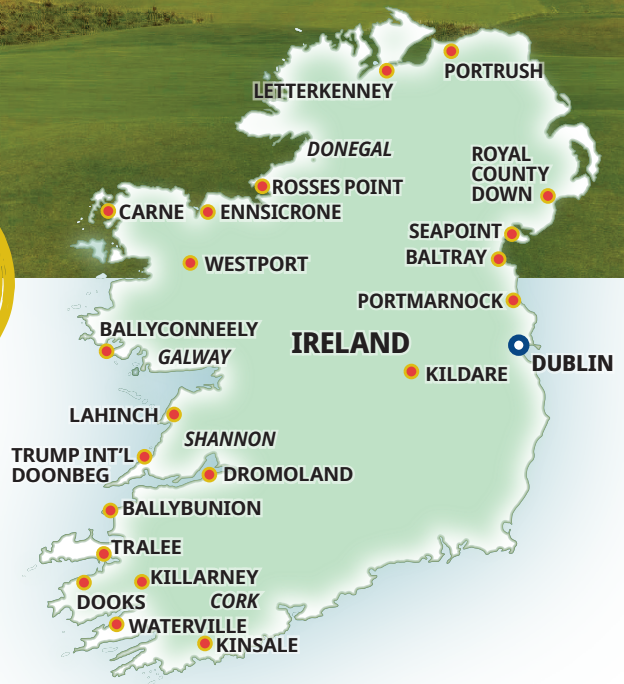 PORTRUSH
LETTERKENNEY
DONEGAL
ROYAL
COUNTY
DOWN
ROSSES POINT
CARNE
ENNSICRONE
SEAPOINT
BALTRAY
WESTPORT
PORTMARNOCK
BALLYCONNEELY
GALWAY
IRELAND
DUBLIN
KILDARE
LAHINCH
SHANNON
TRUMP INT'L
DOONBEG
DROMOLAND
BALLYBUNION
TRALEE
KILLARNEY
DOOKS
CORK
WATERVILLE
KINSALE